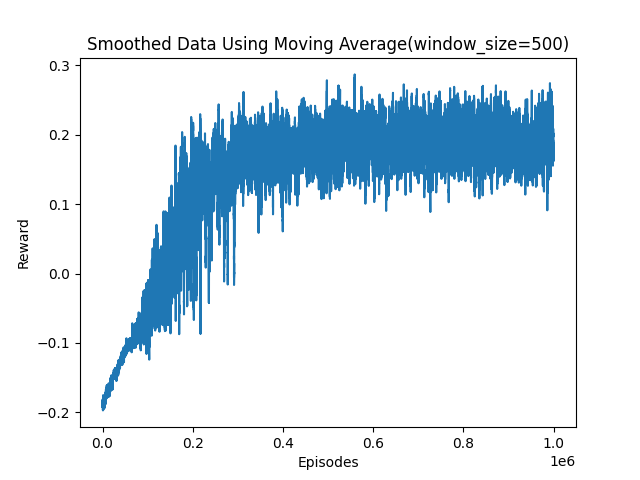 Smoothed Data Using Moving Average(window_size=500)
0.3
0.2
0.1
0.0
−0.1
−0.2
Reward
0.0 0.2 0.4 0.6 0.8 1.0
1e6
Episodes